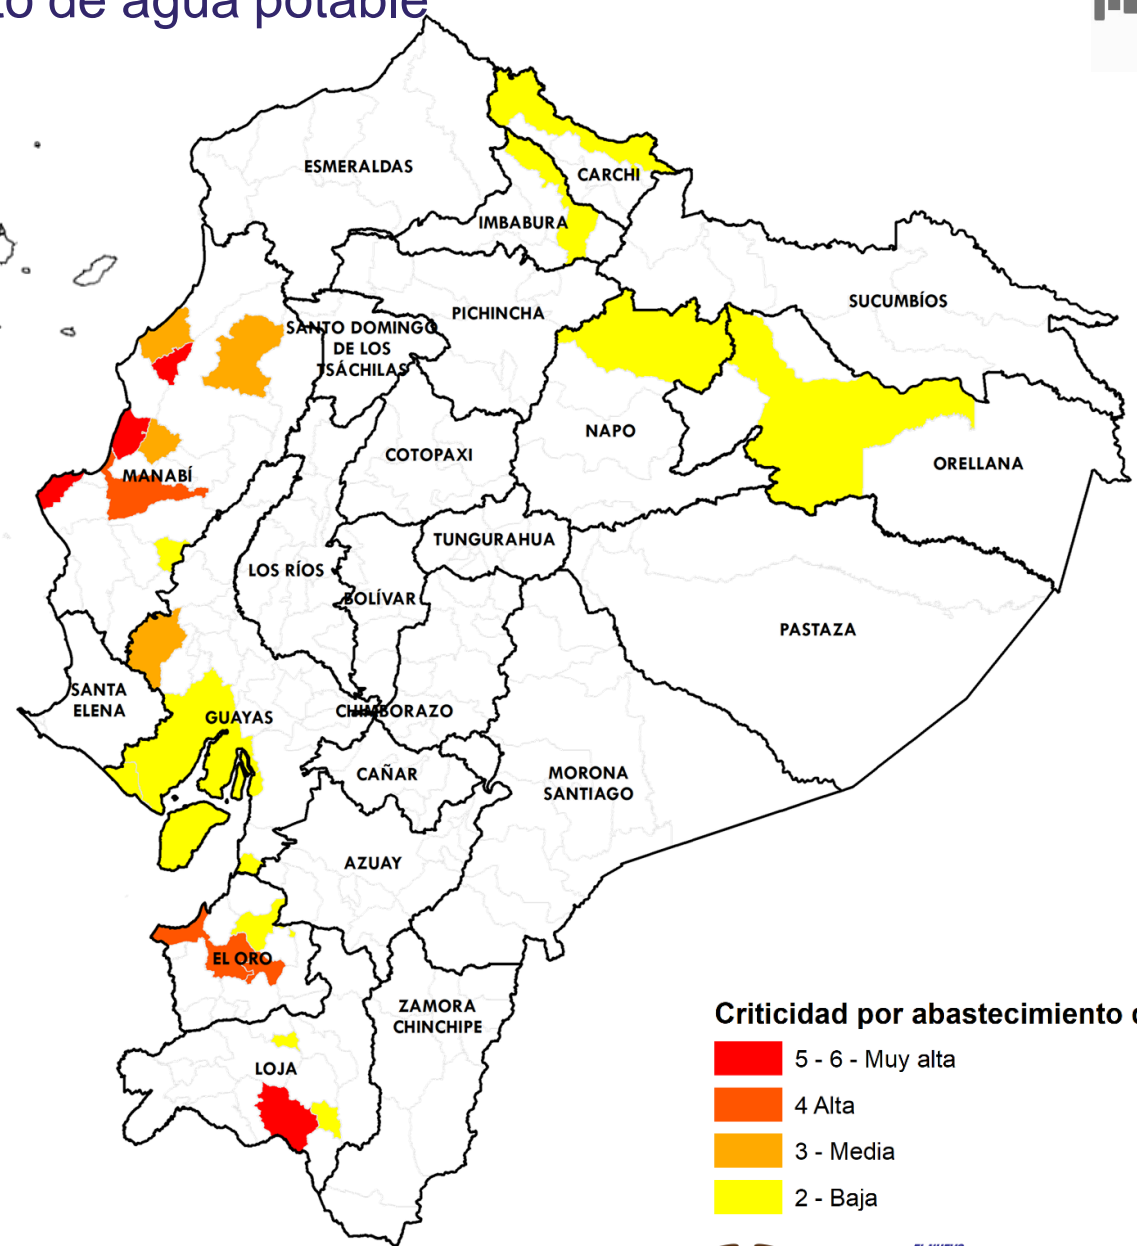 to de agua potable
ESMERALDAS
CARCHI
IMBABURA
SUCUMBÍOS
PICHINCHA
SANTO DOMINGO
DE LOS
TSÁCHILAS
NAPO
COTOPAXI
ORELLANA
MANABÍ
TUNGURAHUA
LOS RÍOS
BOLÍVAR
PASTAZA
SANTA
ELENA
GUAYAS
CHIMBORAZO
CAÑAR
MORONA
SANTIAGO
AZUAY
EL ORO
ZAMORA
CHINCHIPE
LOJA
Criticidad por abastecimiento
5 - 6 - Muy alta
4 Alta
3 - Media
2 - Baja